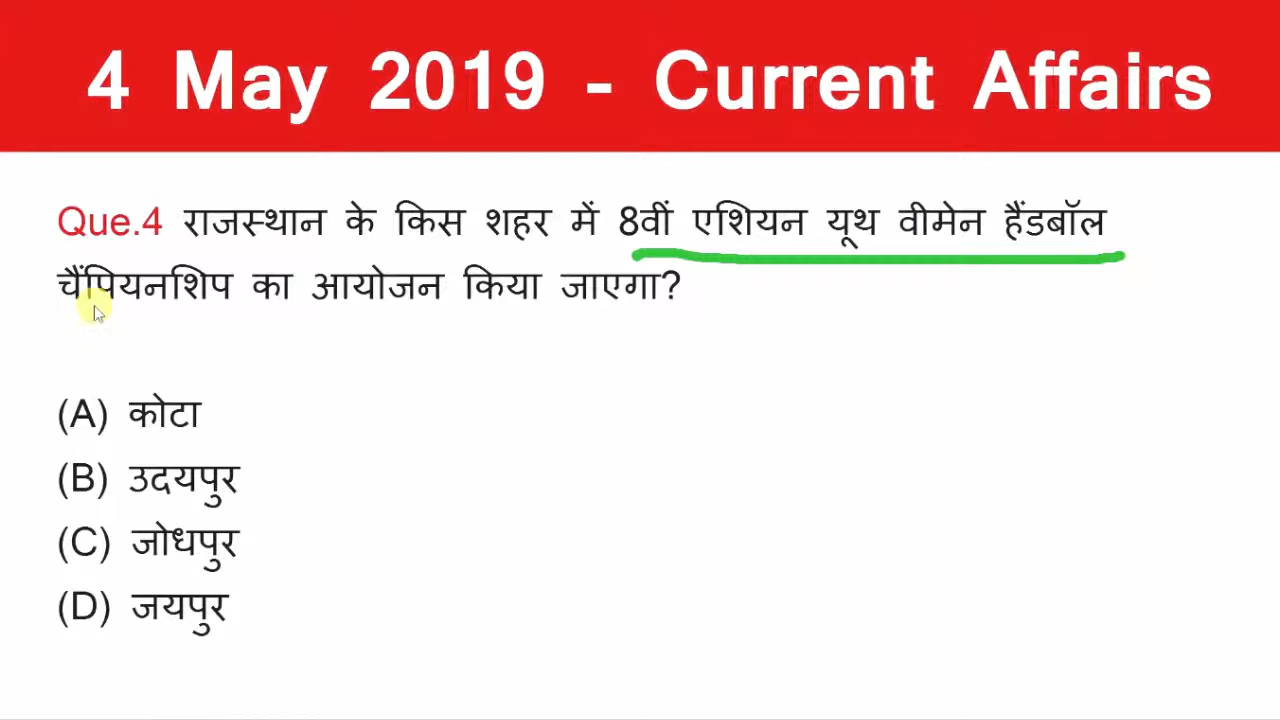 4 May 2019 - Current Affairs
Que.4 राजस्थान के किस शहर में 8वीं एशियन यूथ वीमेन हैंडबॉल
चैंपियनशिप का आयोजन किया जाएगा?
(A) कोटा
(B) उदयपुर
(C) जोधपुर
(D) जयपुर